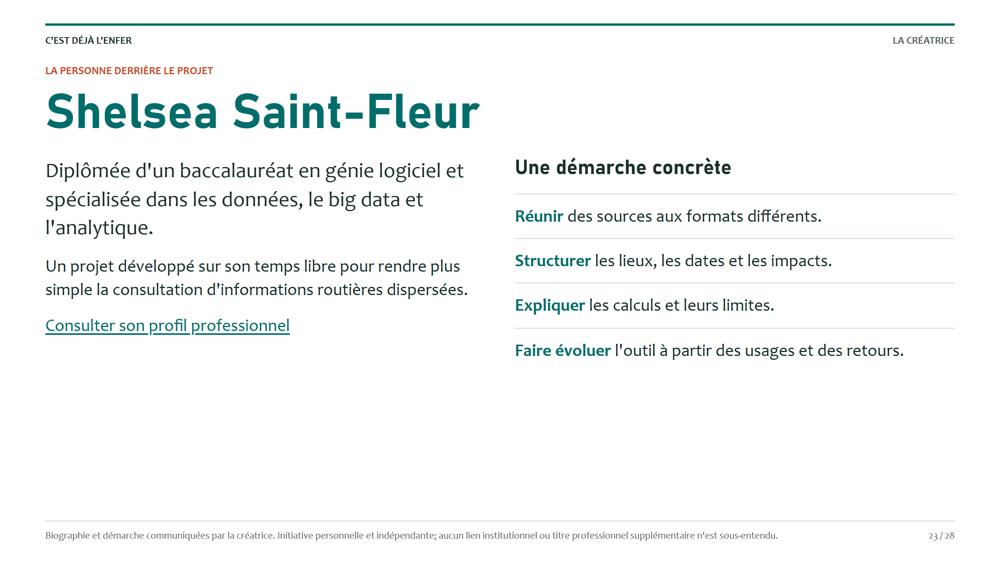 C'EST DÉJÀ L'ENFER
LA CRÉATRICE
LA PERSONNE DERRIÈRE LE PROJET
Shelsea Saint-Fleur
Diplômée d'un baccalauréat en génie logiciel et
spécialisée dans les données, le big data et
l'analytique.
Un projet développé sur son temps libre pour rendre plus
simple la consultation d'informations routières dispersées.
Consulter son profil professionnel
Une démarche concrète
Réunir des sources aux formats différents.
Structurer les lieux, les dates et les impacts.
Expliquer les calculs et leurs limites.
Faire évoluer l'outil à partir des usages et des retours.
Biographie et démarche communiquées par la créatrice. Initiative personnelle et indépendante; aucun lien institutionnel ou titre professionnel supplémentaire n'est sous-entendu.
23 / 28